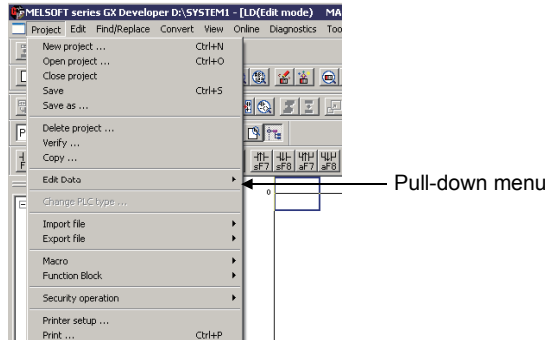 MELSOFT series GX Developer D:\SYSTEM1 - [LD(Edit mode) MA
Project Edit Find/Replace Convert View Online Diagnostics Too
New project ... Ctrl+N
Open project ... Ctrl+O
Close project
Save Ctrl+S
Save as ...
Delete project ...
Verify ...
Copy ...
sF7 sF8 aF7 aF8
Edit Data
Pull-down menu
0
Change PLC type ...
Import file
Export file
Macro
Function Block
Security operation
Printer setup ...
Print ... Ctrl+P